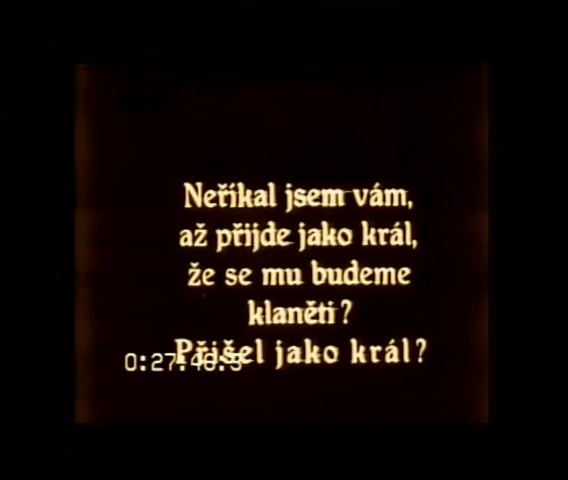 Neříkal jsem vám,
až přijde jako král,
že se mu budeme
klaněti?
Přišel jako král?